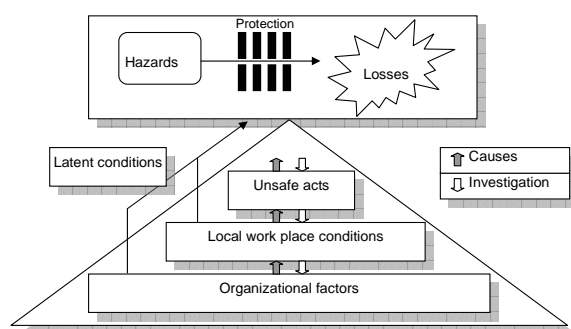 Protection
Hazards
Losses
Latent conditions
Causes
Unsafe acts
Investigation
Local work place conditions
Organizational factors